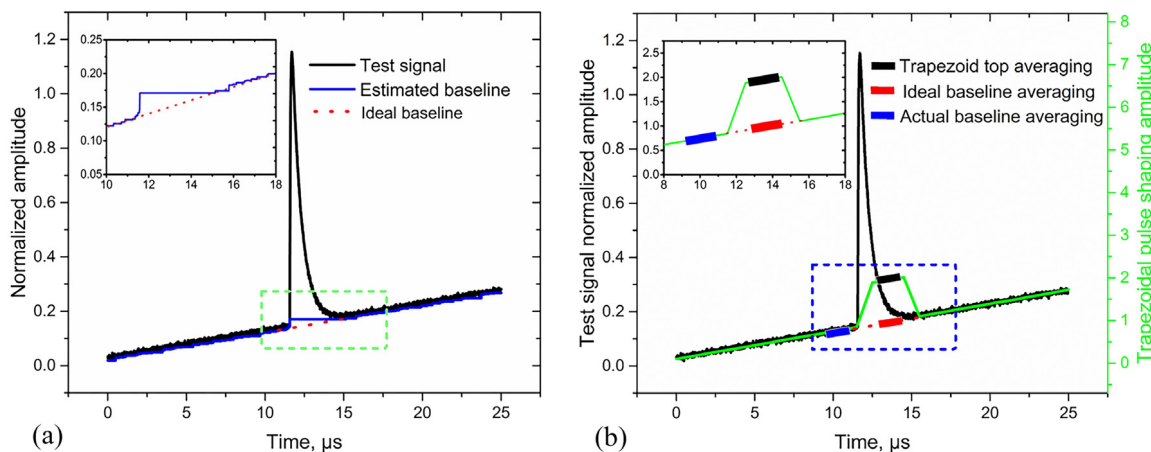 1.2
1.0
0.8
0.6
0.4
0.2
0.0
Normalized amplitude
0.25
0.20
0.15
0.10
0.05
10 12 14 16 18
Test signal
Estimated baseline
Ideal baseline
0 5 10 15 20 25
(a)
Time, µs
1.2
1.0
0.8
0.6
0.4
0.2
0.0
Test signal normalized amplitude
2.5
2.0
1.5
1.0
0.5
0.0
8 10 12 14 16 18
Trapezoid top averaging
Ideal baseline averaging
Actual baseline averaging
8
7
6
5
4
3
2
1
0
Trapezoidal pulse shaping amplitude
0 5 10 15 20 25
(b)
Time, µs